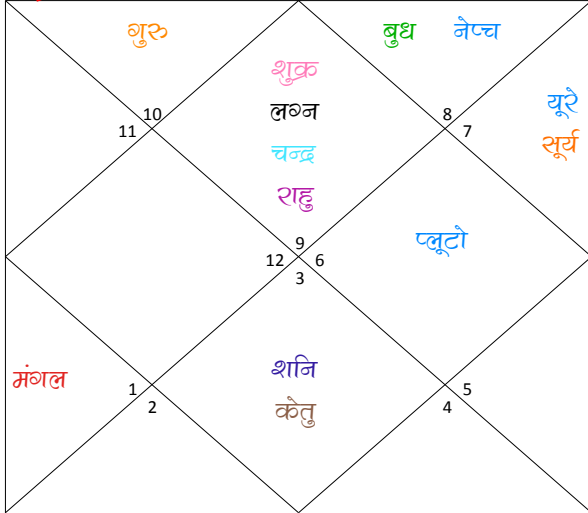 गुरु
बुध नेप्च
शुक्र
लग्न
चन्द्र
राहु
यूरे
सूर्य
10
11
8
7
प्लूटो
9
12 6
3
मंगल
शनि
केतु
1
2
5
4